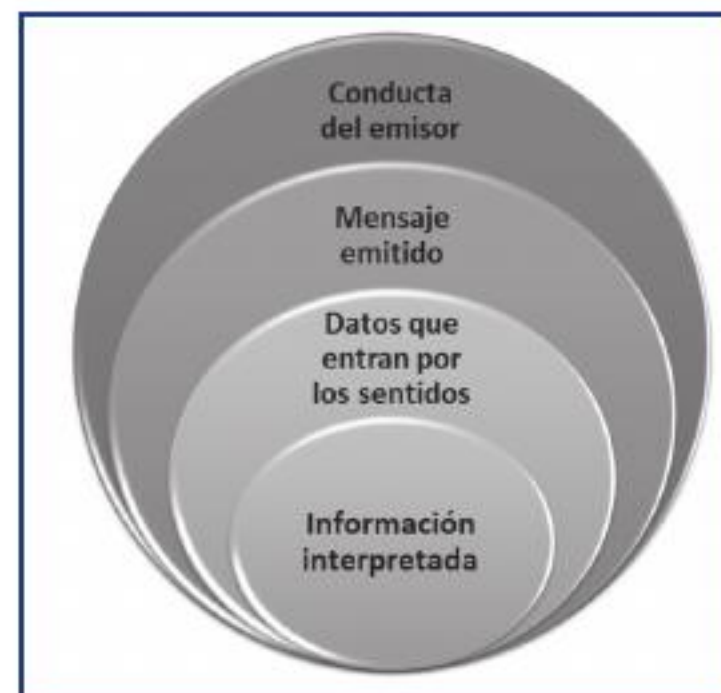 Conducta
del emisor
Mensaje
emitido
Datos que
entran por
los sentidos
Información
interpretada